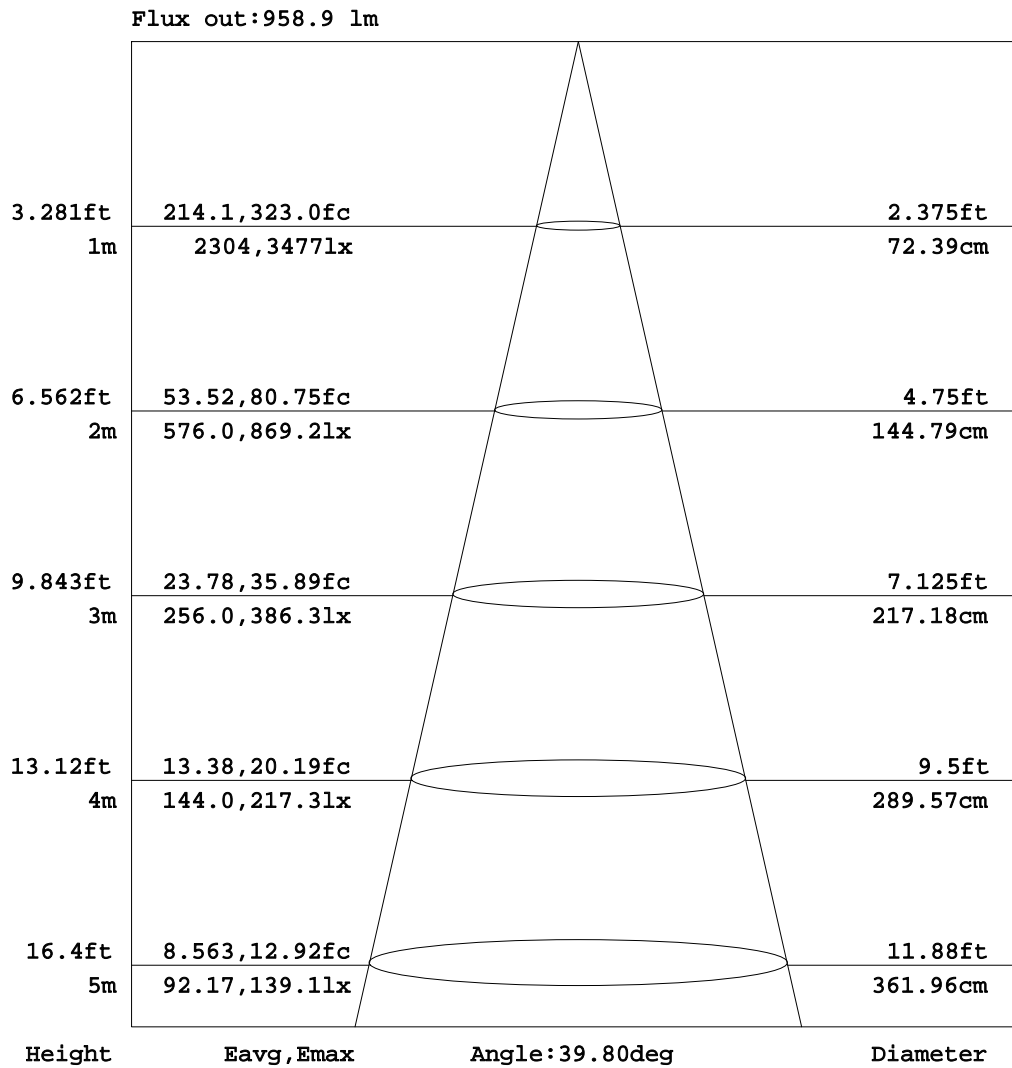 Flux out:958.9 lm
3.281ft 214.1,323.0fc 2.375ft
1m 2304,3477lx 72.39cm
6.562ft 53.52,80.75fc 4.75ft
2m 576.0,869.2lx 144.79cm
9.843ft 23.78,35.89fc 7.125ft
3m 256.0,386.3lx 217.18cm
13.12ft 13.38,20.19fc 9.5ft
4m 144.0,217.3lx 289.57cm
16.4ft 8.563,12.92fc 11.88ft
5m 92.17,139.1lx 361.96cm
Height Eavg,Emax Angle:39.80deg Diameter